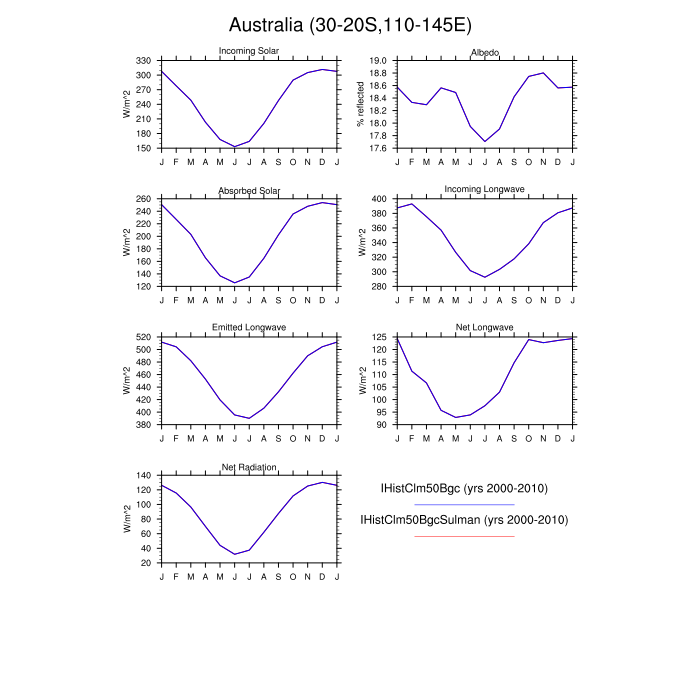 Australia (30-20S,110-145E)
Incoming Solar
W/m^2
330
300
270
240
210
180
150
J F M A M J J A S O N D J
Albedo
% reflected
19.0
18.8
18.6
18.4
18.2
18.0
17.8
17.6
J F M A M J J A S O N D J
Absorbed Solar
W/m^2
260
240
220
200
180
160
140
120
J F M A M J J A S O N D J
Incoming Longwave
W/m^2
400
380
360
340
320
300
280
J F M A M J J A S O N D J
Emitted Longwave
W/m^2
520
500
480
460
440
420
400
380
J F M A M J J A S O N D J
Net Longwave
W/m^2
125
120
115
110
105
100
95
90
J F M A M J J A S O N D J
Net Radiation
W/m^2
140
120
100
80
60
40
20
J F M A M J J A S O N D J
IHistClm50Bgc (yrs 2000-2010)
IHistClm50BgcSulman (yrs 2000-2010)